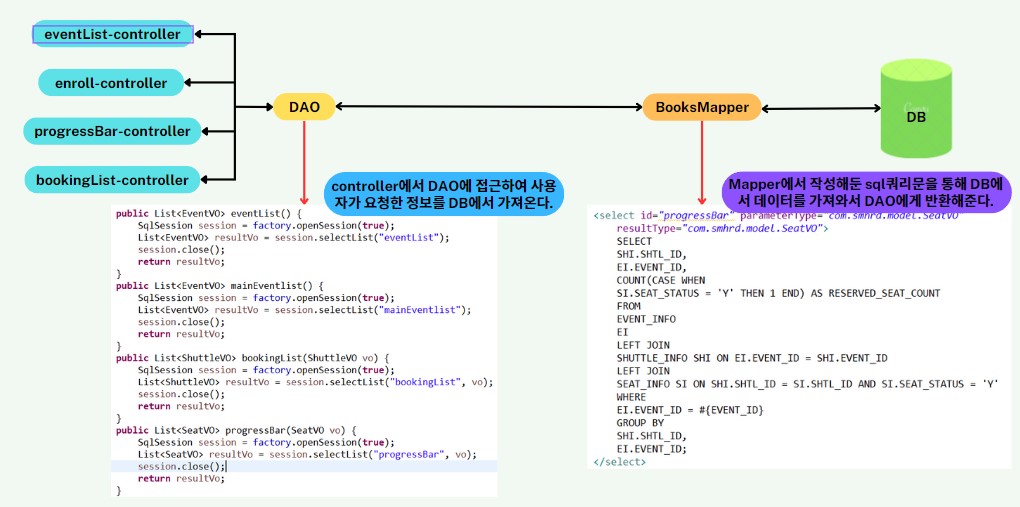 eventList-controller
enroll-controller
progressBar-controller
bookingList-controller
DAO
BooksMapper
DB
controller에서 DAO에 접근하여 사용
자가 요청한 정보를 DB에서 가져온다.
Mapper에서 작성해둔 sql쿼리문을 통해 DB에
서 데이터를 가져와서 DAO에게 반환해준다.
public List<EventVO> eventList() {
SqlSession session = factory.openSession(true);
List<EventVO> resultVo = session.selectList("eventList");
session.close();
return resultVo;
}
public List<EventVO> mainEventlist() {
SqlSession session = factory.openSession(true);
List<EventVO> resultVo = session.selectList("mainEventlist");
session.close();
return resultVo;
}
public List<ShuttleVO> bookingList(ShuttleVO vo) {
SqlSession session = factory.openSession(true);
List<ShuttleVO> resultVo = session.selectList("bookingList", vo);
session.close();
return resultVo;
}
public List<SeatVO> progressBar(SeatVO vo) {
SqlSession session = factory.openSession(true);
List<SeatVO> resultVo = session.selectList("progressBar", vo);
session.close();
return resultVo;
}
<select id="progressBar" parameterType="com.smhrd.model.SeatVO"
resultType="com.smhrd.model.SeatVO">
SELECT
SHI.SHTL_ID,
EI.EVENT_ID,
COUNT(CASE WHEN
SI.SEAT_STATUS = 'Y' THEN 1 END) AS RESERVED_SEAT_COUNT
FROM
EVENT_INFO
EI
LEFT JOIN
SHUTTLE_INFO SHI ON EI.EVENT_ID = SHI.EVENT_ID
LEFT JOIN
SEAT_INFO SI ON SHI.SHTL_ID = SI.SHTL_ID AND SI.SEAT_STATUS = 'Y'
WHERE
EI.EVENT_ID = #{EVENT_ID}
GROUP BY
SHI.SHTL_ID,
EI.EVENT_ID;
</select>